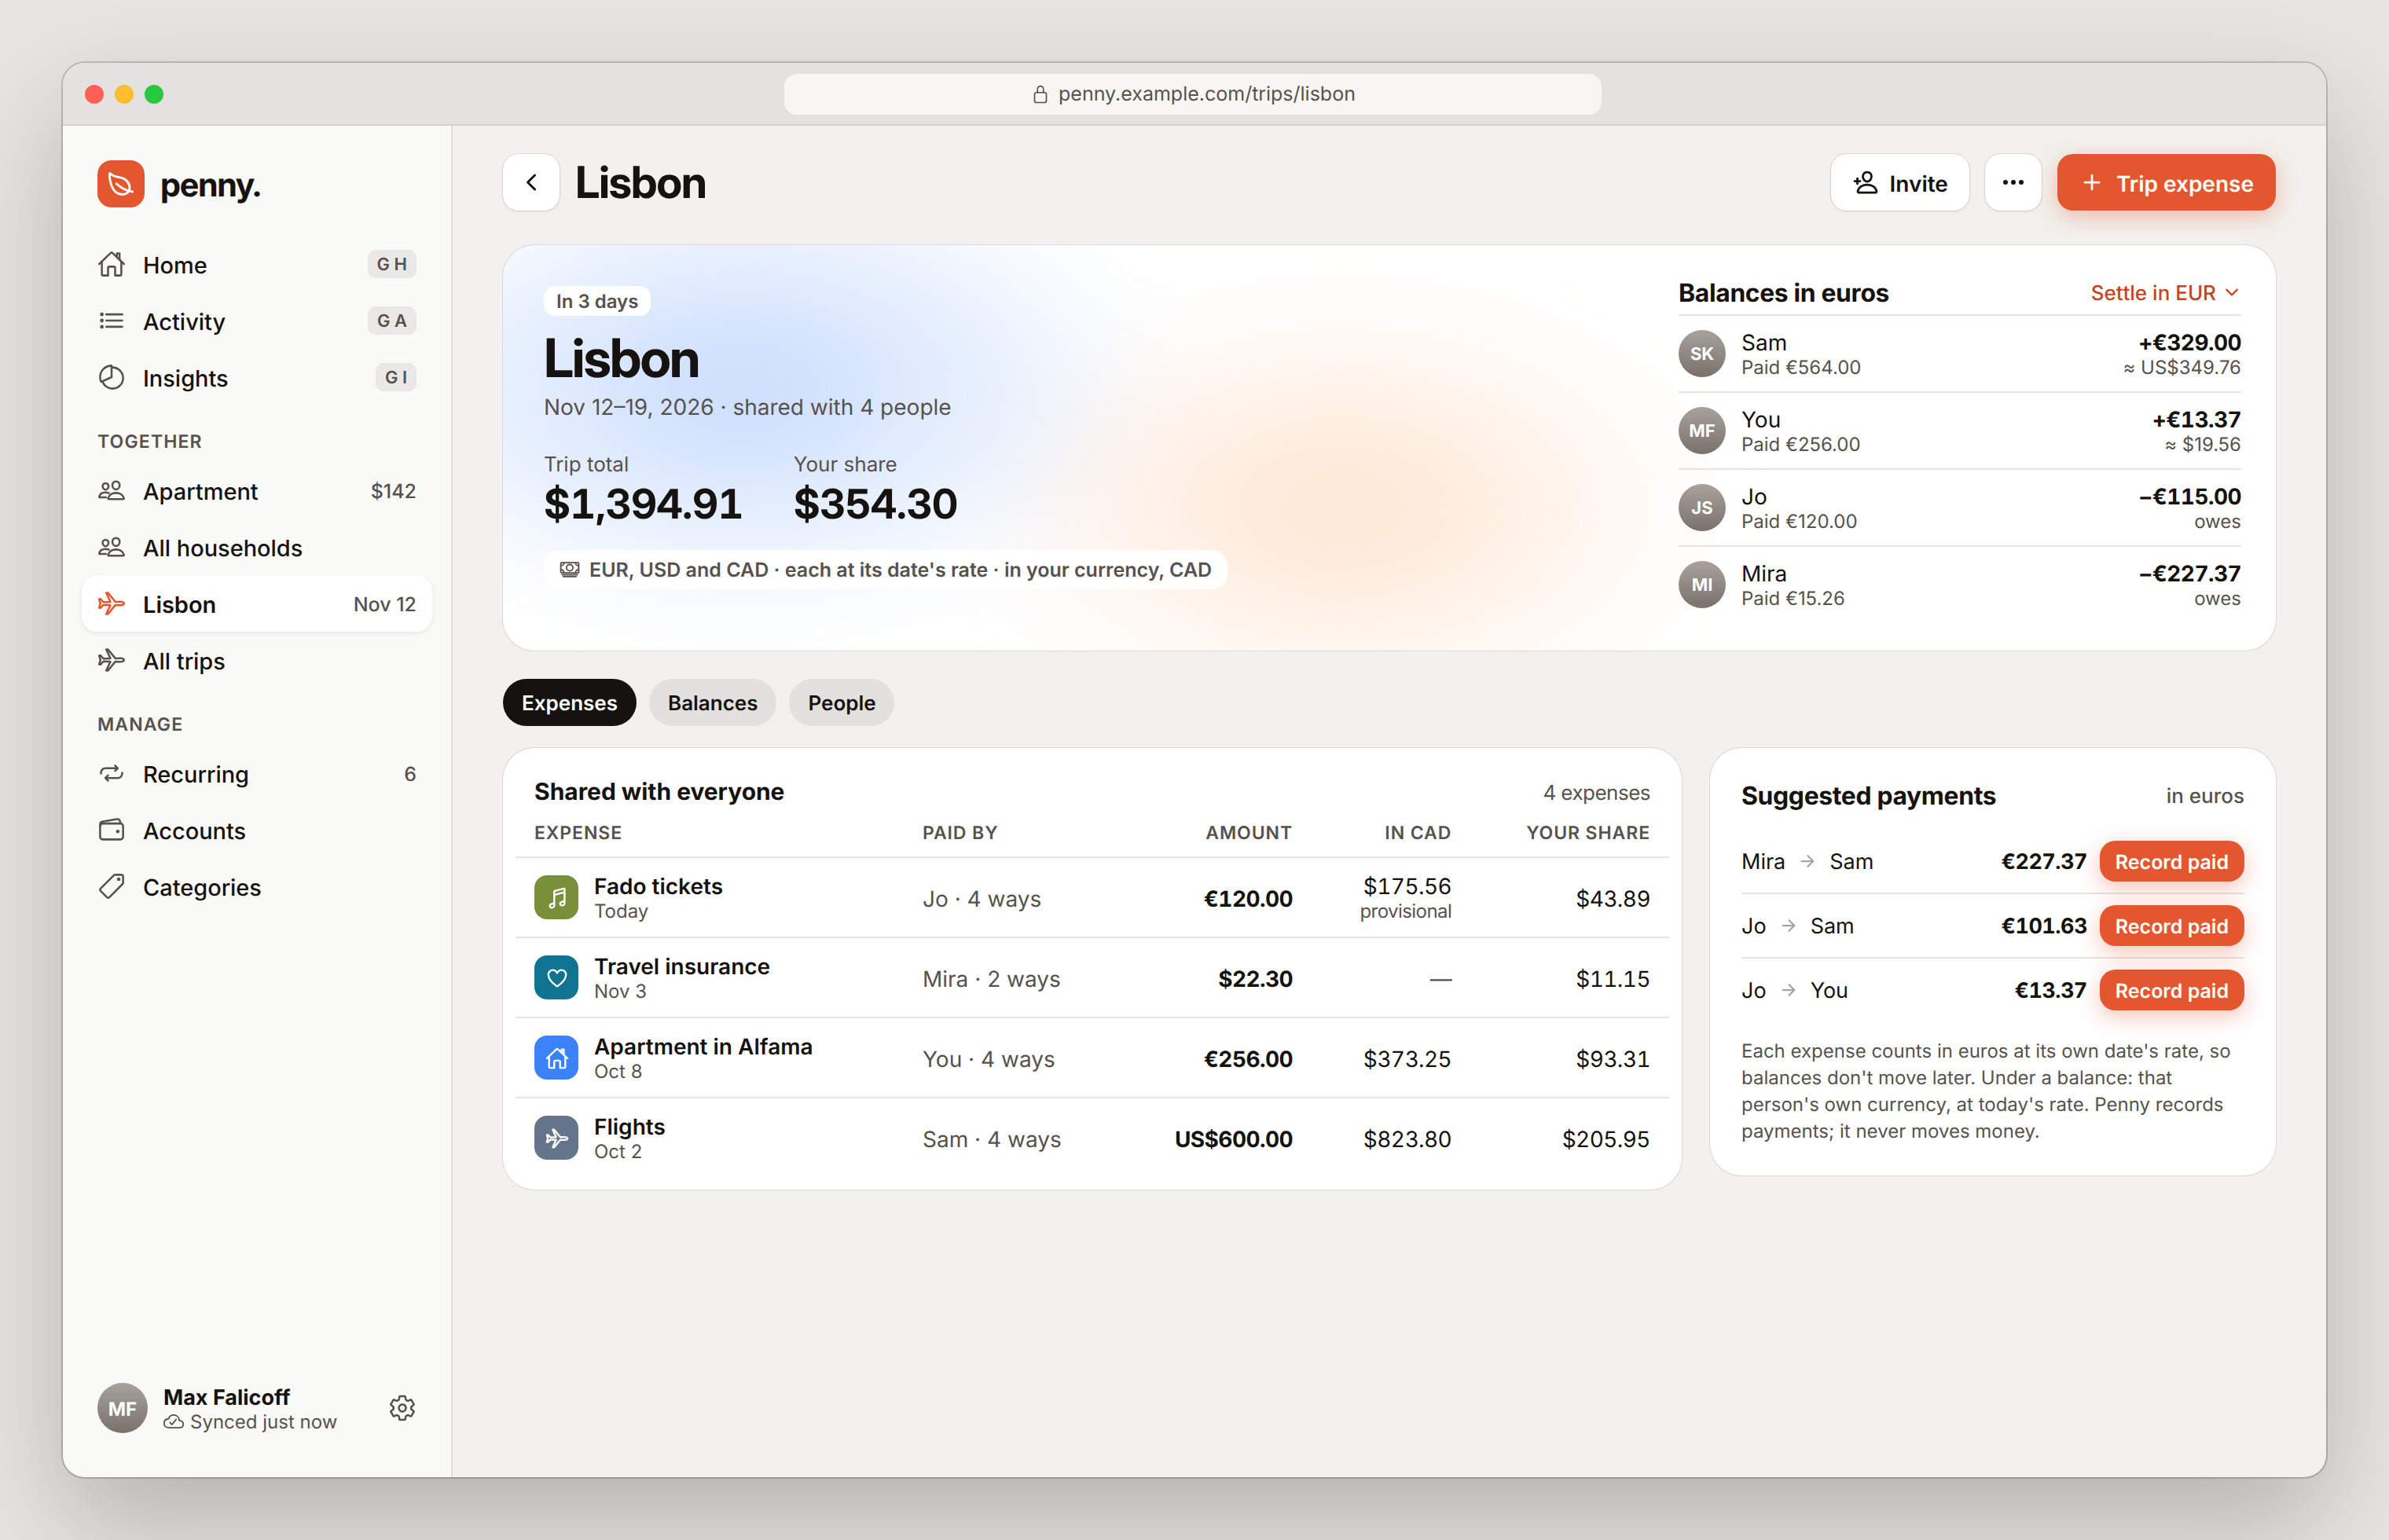 penny.example.com/trips/lisbon
penny.
Home G H
Activity G A
Insights G I
TOGETHER
Apartment $142
All households
Lisbon Nov 12
All trips
MANAGE
Recurring 6
Accounts
Categories
MF Max Falicoff
Synced just now
Lisbon
Invite
Trip expense
In 3 days
Lisbon
Nov 12–19, 2026 · shared with 4 people
Trip total Your share
$1,394.91 $354.30
EUR, USD and CAD · each at its date's rate · in your currency, CAD
Balances in euros Settle in EUR
SK Sam +€329.00
Paid €564.00 ≈ US$349.76
MF You +€13.37
Paid €256.00 ≈ $19.56
JS Jo −€115.00
Paid €120.00 owes
MI Mira −€227.37
Paid €15.26 owes
Expenses Balances People
Shared with everyone 4 expenses
EXPENSE PAID BY AMOUNT IN CAD YOUR SHARE
Fado tickets Jo · 4 ways €120.00 $175.56 $43.89
Today provisional
Travel insurance Mira · 2 ways $22.30 — $11.15
Nov 3
Apartment in Alfama You · 4 ways €256.00 $373.25 $93.31
Oct 8
Flights Sam · 4 ways US$600.00 $823.80 $205.95
Oct 2
Suggested payments in euros
Mira → Sam €227.37 Record paid
Jo → Sam €101.63 Record paid
Jo → You €13.37 Record paid
Each expense counts in euros at its own date's rate, so
balances don't move later. Under a balance: that
person's own currency, at today's rate. Penny records
payments; it never moves money.